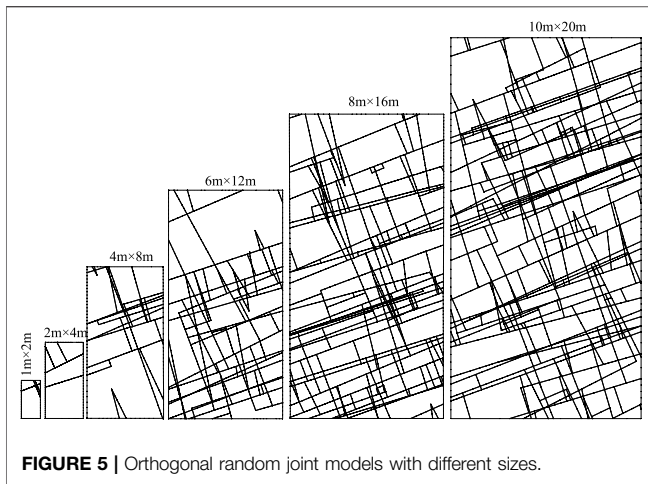 1m×2m
2m×4m
4m×8m
6m×12m
8m×16m
10m×20m
FIGURE 5 | Orthogonal random joint models with different sizes.